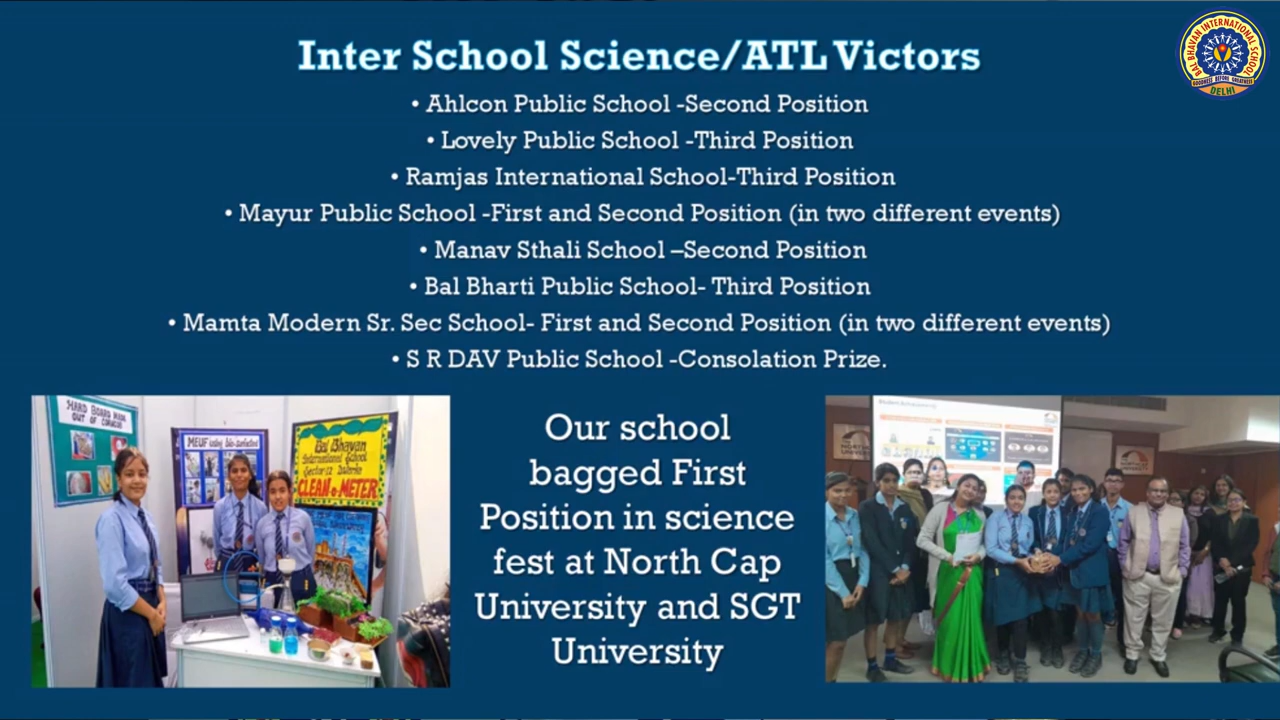 Inter School Science/ATL Victors
• Ahlcon Public School -Second Position
• Lovely Public School -Third Position
• Ramjas International School-Third Position
• Mayur Public School -First and Second Position (in two different events)
• Manav Sthali School –Second Position
• Bal Bharti Public School- Third Position
• Mamta Modern Sr. Sec School- First and Second Position (in two different events)
• S R DAV Public School -Consolation Prize.
Our school
bagged First
Position in science
fest at North Cap
University and SGT
University
BAL BHAVAN INTERNATIONAL SCHOOL
GOODNESS BEFORE GREATNESS
DELHI
HARD BOARD MADE
OUT OF
MEUF
Bal Bhavan
International School
CLEAN-O-METER